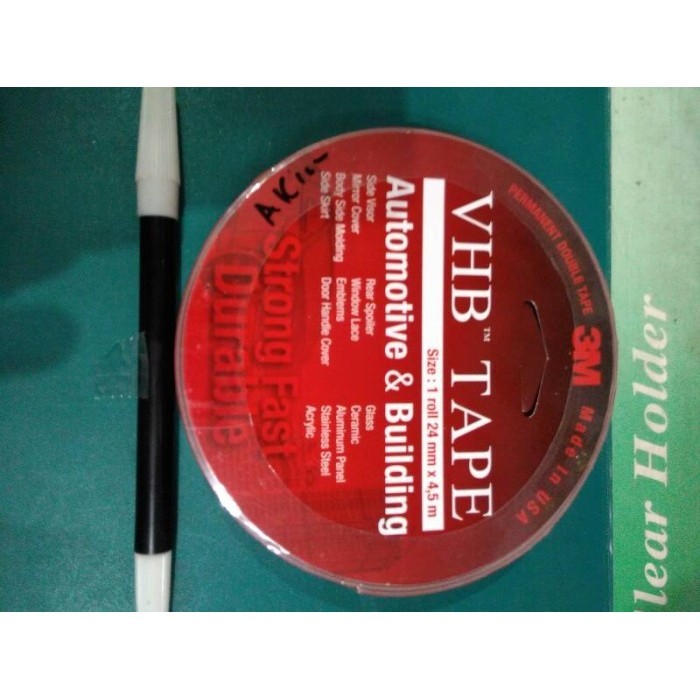 PERMANENT DOUBLE TAPE
3M
Made In USA
VHB™ TAPE
Size : 1 roll 24 mm x 4,5 m
Automotive & Building
Side Visor
Mirror Cover
Body Side Molding
Side Skirt
Rear Spoiler
Window Lace
Emblems
Door Handle Cover
Glass
Ceramic
Aluminum Panel
Stainless Steel
Acrylic
Strong Fast
Durable
lear Holder